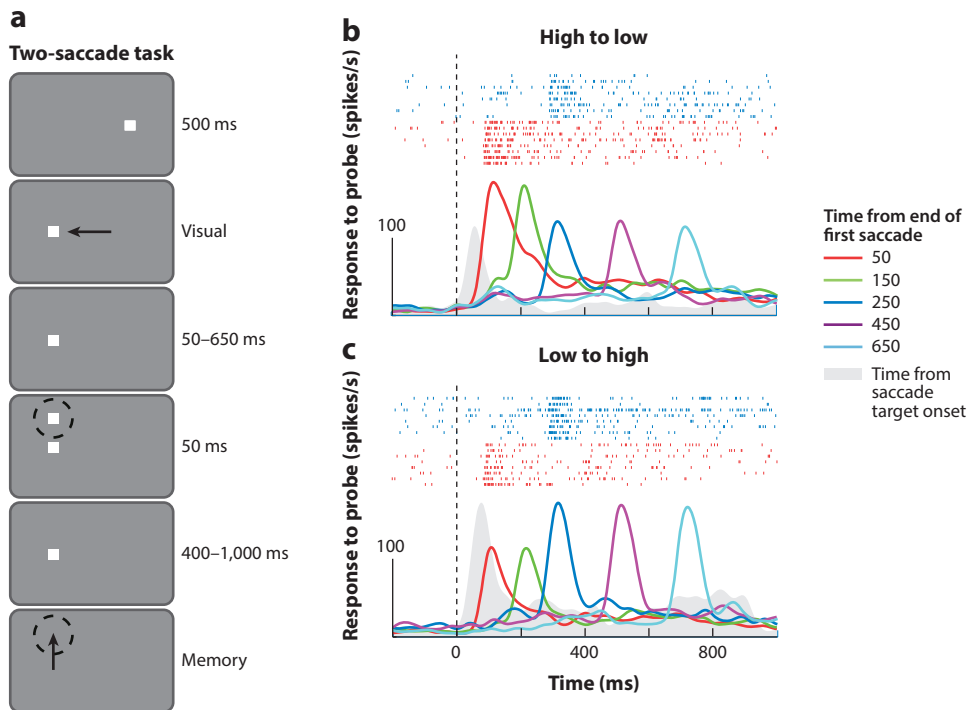 a
Two-saccade task
500 ms
Visual
50–650 ms
50 ms
400–1,000 ms
Memory
b
High to low
Response to probe (spikes/s)
100
c
Low to high
Response to probe (spikes/s)
100
0
400
800
Time (ms)
Time from end of
first saccade
50
150
250
450
650
Time from
saccade
target onset